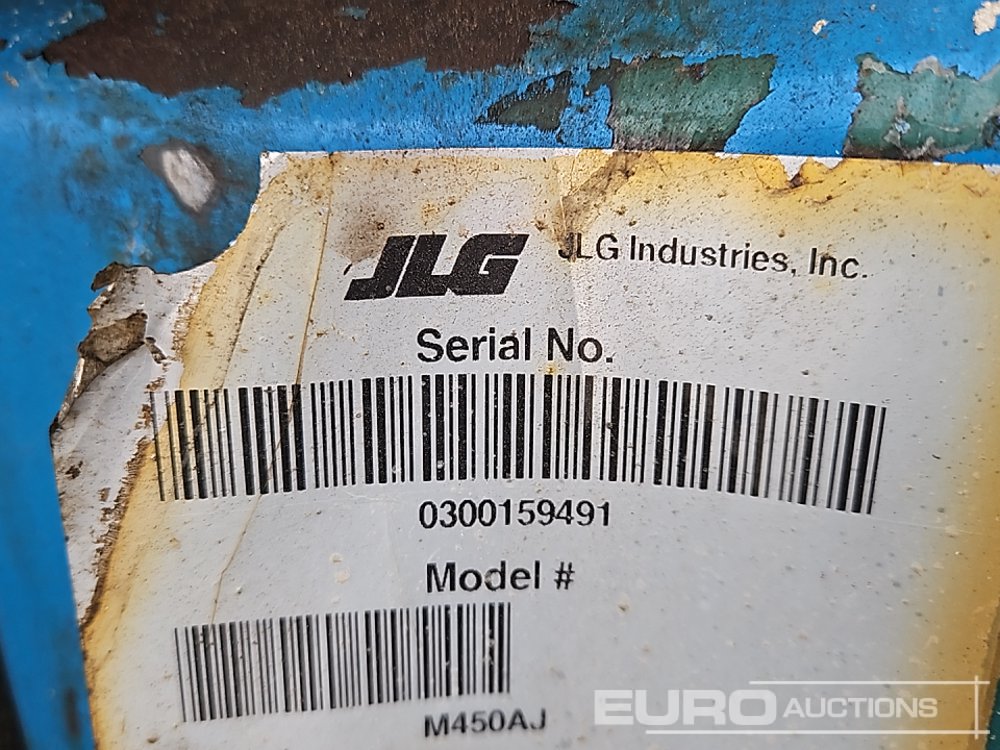 JLG JLG Industries, Inc.
Serial No.
0300159491
Model #
M450AJ
EURO AUCTIONS